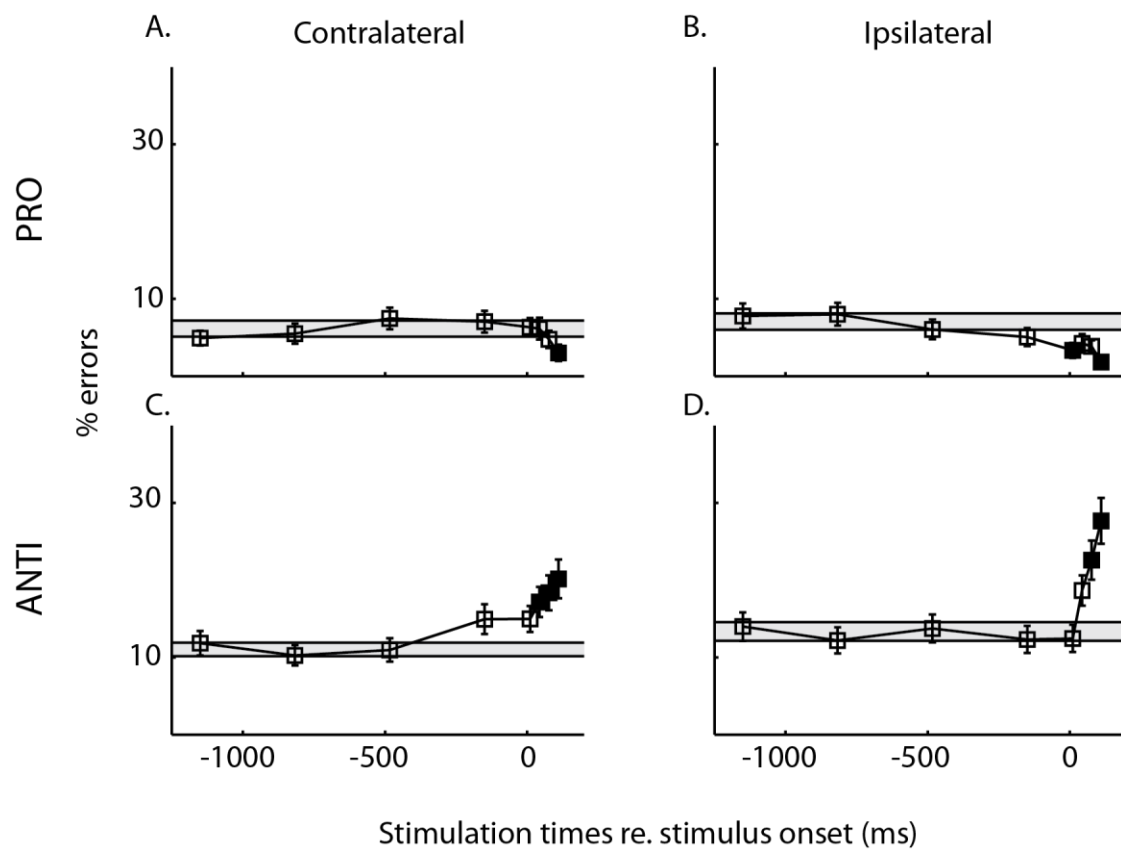 A. Contralateral
B. Ipsilateral
PRO
% errors
30
10
C.
D.
ANTI
30
10
-1000 -500 0
-1000 -500 0
Stimulation times re. stimulus onset (ms)